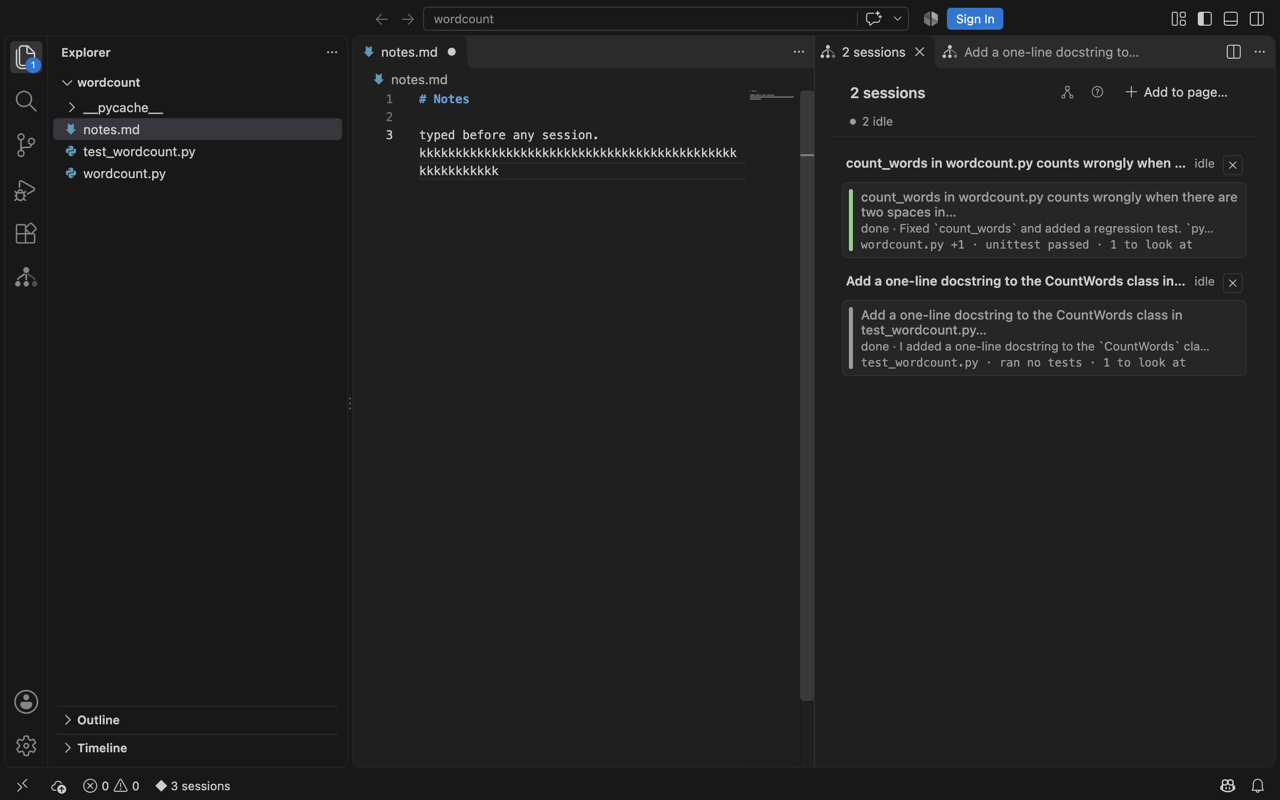 wordcount
Sign In
1
Explorer
wordcount
__pycache__
notes.md
test_wordcount.py
wordcount.py
Outline
Timeline
notes.md
notes.md
1 # Notes
2
3 typed before any session.
kkkkkkkkkkkkkkkkkkkkkkkkkkkkkkkkkkkkkkkkkkkk
kkkkkkkkkkk
2 sessions
Add a one-line docstring to...
2 sessions
Add to page...
2 idle
count_words in wordcount.py counts wrongly when ... idle
count_words in wordcount.py counts wrongly when there are
two spaces in...
done · Fixed `count_words` and added a regression test. `py...
wordcount.py +1 · unittest passed · 1 to look at
Add a one-line docstring to the CountWords class in... idle
Add a one-line docstring to the CountWords class in
test_wordcount.py...
done · I added a one-line docstring to the `CountWords` cla...
test_wordcount.py · ran no tests · 1 to look at
0 0 3 sessions